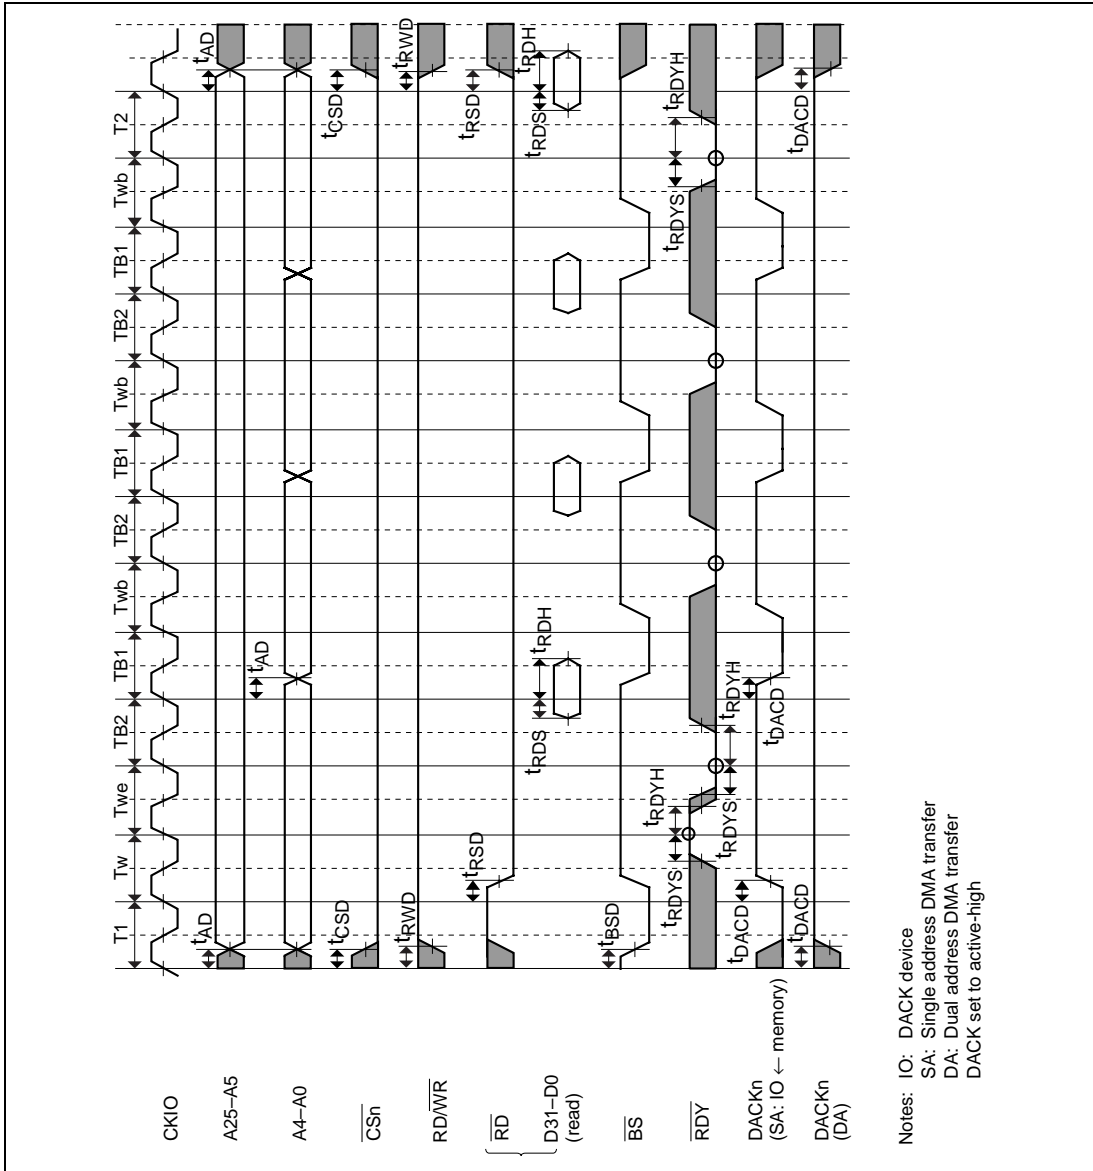 T1 Tw Twe TB2 TB1 Twb TB2 TB1 Twb TB2 TB1 Twb T2
CKIO
tAD tAD
A25–A5
tAD
A4–A0
tCSD tCSD
CSn
tRWD tRWD
RD/WR
tRSD tRSD
RD
tRDS tRDH tRDS tRDH
D31–D0
(read)
tBSD
BS
tRDYS tRDYH tRDYS tRDYH
RDY
tRDYS tRDYH
tDACD tDACD
DACKn
(SA: IO ← memory)
tDACD tDACD
DACKn
(DA)
Notes: IO: DACK device
SA: Single address DMA transfer
DA: Dual address DMA transfer
DACK set to active-high